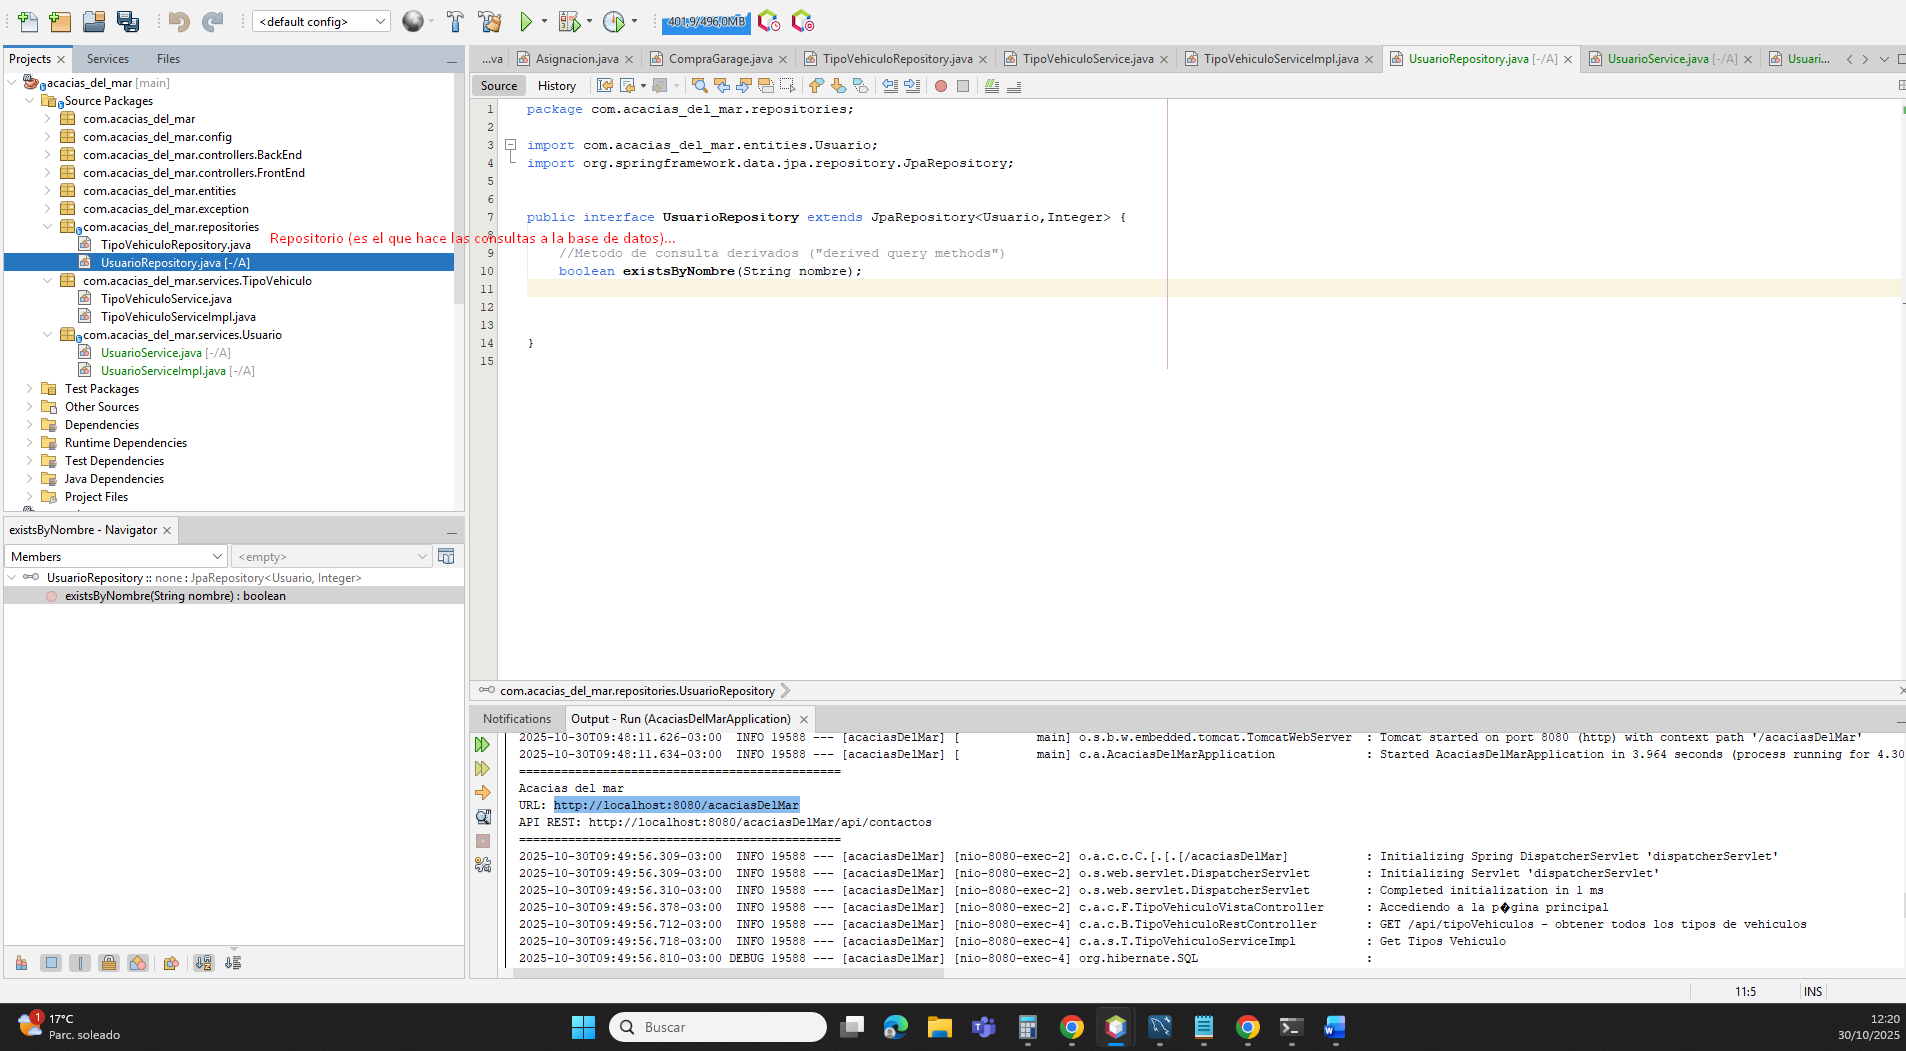 <default config>
401,9/496,0MB
Projects
Services
Files
acacias_del_mar [main]
Source Packages
com.acacias_del_mar
com.acacias_del_mar.config
com.acacias_del_mar.controllers.BackEnd
com.acacias_del_mar.controllers.FrontEnd
com.acacias_del_mar.entities
com.acacias_del_mar.exception
com.acacias_del_mar.repositories
TipoVehiculoRepository.java
Repositorio (es el que hace las consultas a la base de datos)...
UsuarioRepository.java [-/A]
com.acacias_del_mar.services.TipoVehiculo
TipoVehiculoService.java
TipoVehiculoServiceImpl.java
com.acacias_del_mar.services.Usuario
UsuarioService.java [-/A]
UsuarioServiceImpl.java [-/A]
Test Packages
Other Sources
Dependencies
Runtime Dependencies
Test Dependencies
Java Dependencies
Project Files
existsByNombre - Navigator
Members
<empty>
UsuarioRepository :: none : JpaRepository<Usuario, Integer>
existsByNombre(String nombre) : boolean
...va
Asignacion.java
CompraGarage.java
TipoVehiculoRepository.java
TipoVehiculoService.java
TipoVehiculoServiceImpl.java
UsuarioRepository.java [-/A]
UsuarioService.java [-/A]
Usuari...
Source
History
1 package com.acacias_del_mar.repositories;
2
3 import com.acacias_del_mar.entities.Usuario;
4 import org.springframework.data.jpa.repository.JpaRepository;
5
6
7 public interface UsuarioRepository extends JpaRepository<Usuario,Integer> {
8
9 //Metodo de consulta derivados ("derived query methods")
10 boolean existsByNombre(String nombre);
11
12
13
14 }
15
com.acacias_del_mar.repositories.UsuarioRepository
Notifications
Output - Run (AcaciasDelMarApplication)
2025-10-30T09:48:11.626-03:00 INFO 19588 --- [acaciasDelMar] [ main] o.s.b.w.embedded.tomcat.TomcatWebServer : Tomcat started on port 8080 (http) with context path '/acaciasDelMar'
2025-10-30T09:48:11.634-03:00 INFO 19588 --- [acaciasDelMar] [ main] c.a.AcaciasDelMarApplication : Started AcaciasDelMarApplication in 3.964 seconds (process running for 4.30
==============================================
Acacias del mar
URL: http://localhost:8080/acaciasDelMar
API REST: http://localhost:8080/acaciasDelMar/api/contactos
==============================================
2025-10-30T09:49:56.309-03:00 INFO 19588 --- [acaciasDelMar] [nio-8080-exec-2] o.a.c.c.C.[.[.[/acaciasDelMar] : Initializing Spring DispatcherServlet 'dispatcherServlet'
2025-10-30T09:49:56.309-03:00 INFO 19588 --- [acaciasDelMar] [nio-8080-exec-2] o.s.web.servlet.DispatcherServlet : Initializing Servlet 'dispatcherServlet'
2025-10-30T09:49:56.310-03:00 INFO 19588 --- [acaciasDelMar] [nio-8080-exec-2] o.s.web.servlet.DispatcherServlet : Completed initialization in 1 ms
2025-10-30T09:49:56.378-03:00 INFO 19588 --- [acaciasDelMar] [nio-8080-exec-2] c.a.c.F.TipoVehiculoVistaController : Accediendo a la p�gina principal
2025-10-30T09:49:56.712-03:00 INFO 19588 --- [acaciasDelMar] [nio-8080-exec-4] c.a.c.B.TipoVehiculoRestController : GET /api/tipoVehiculos - obtener todos los tipos de vehiculos
2025-10-30T09:49:56.718-03:00 INFO 19588 --- [acaciasDelMar] [nio-8080-exec-4] c.a.s.T.TipoVehiculoServiceImpl : Get Tipos Vehiculo
2025-10-30T09:49:56.810-03:00 DEBUG 19588 --- [acaciasDelMar] [nio-8080-exec-4] org.hibernate.SQL :
11:5
INS
1
17°C
Parc. soleado
Buscar
12:20
30/10/2025